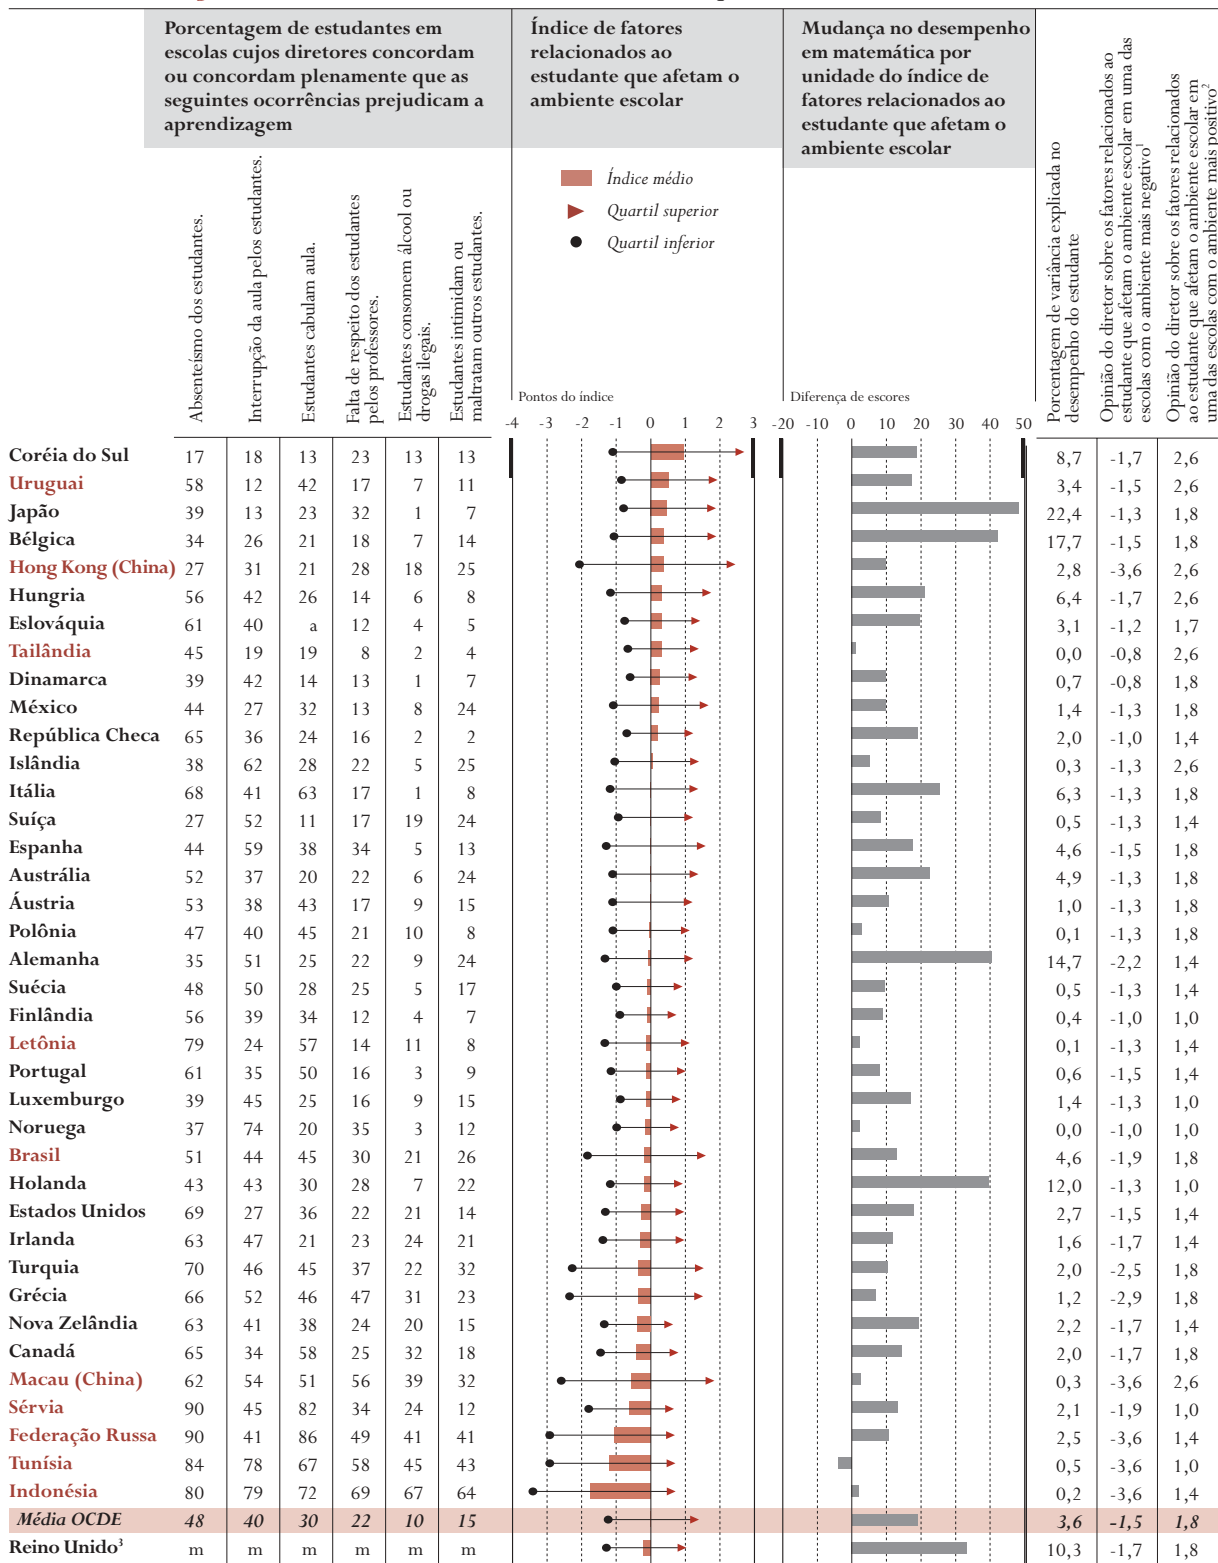 Porcentagem de estudantes em
escolas cujos diretores concordam
ou concordam plenamente que as
seguintes ocorrências prejudicam a
aprendizagem
Índice de fatores
relacionados ao
estudante que afetam o
ambiente escolar
Mudança no desempenho
em matemática por
unidade do índice de
fatores relacionados ao
estudante que afetam o
ambiente escolar
Absenteísmo dos estudantes.
Interrupção da aula pelos estudantes.
Estudantes cabulam aula.
Falta de respeito dos estudantes
pelos professores.
Estudantes consomem álcool ou
drogas ilegais.
Estudantes intimidam ou
maltratam outros estudantes.
Índice médio
Quartil superior
Quartil inferior
Porcentagem de variância explicada no
desempenho do estudante
Opinião do diretor sobre os fatores relacionados ao
estudante que afetam o ambiente escolar em uma das
escolas com o ambiente mais negativo¹
Opinião do diretor sobre os fatores relacionados
ao estudante que afetam o ambiente escolar em
uma das escolas com o ambiente mais positivo²
Pontos do índice
Diferença de escores
-4 -3 -2 -1 0 1 2 3
-20 -10 0 10 20 30 40 50
Coréia do Sul 17 18 13 23 13 13 8,7 -1,7 2,6
Uruguai 58 12 42 17 7 11 3,4 -1,5 2,6
Japão 39 13 23 32 1 7 22,4 -1,3 1,8
Bélgica 34 26 21 18 7 14 17,7 -1,5 1,8
Hong Kong (China) 27 31 21 28 18 25 2,8 -3,6 2,6
Hungria 56 42 26 14 6 8 6,4 -1,7 2,6
Eslováquia 61 40 a 12 4 5 3,1 -1,2 1,7
Tailândia 45 19 19 8 2 4 0,0 -0,8 2,6
Dinamarca 39 42 14 13 1 7 0,7 -0,8 1,8
México 44 27 32 13 8 24 1,4 -1,3 1,8
República Checa 65 36 24 16 2 2 2,0 -1,0 1,4
Islândia 38 62 28 22 5 25 0,3 -1,3 2,6
Itália 68 41 63 17 1 8 6,3 -1,3 1,8
Suíça 27 52 11 17 19 24 0,5 -1,3 1,4
Espanha 44 59 38 34 5 13 4,6 -1,5 1,8
Austrália 52 37 20 22 6 24 4,9 -1,3 1,8
Áustria 53 38 43 17 9 15 1,0 -1,3 1,8
Polônia 47 40 45 21 10 8 0,1 -1,3 1,8
Alemanha 35 51 25 22 9 24 14,7 -2,2 1,4
Suécia 48 50 28 25 5 17 0,5 -1,3 1,4
Finlândia 56 39 34 12 4 7 0,4 -1,0 1,0
Letônia 79 24 57 14 11 8 0,1 -1,3 1,4
Portugal 61 35 50 16 3 9 0,6 -1,5 1,4
Luxemburgo 39 45 25 16 9 15 1,4 -1,3 1,0
Noruega 37 74 20 35 3 12 0,0 -1,0 1,0
Brasil 51 44 45 30 21 26 4,6 -1,9 1,8
Holanda 43 43 30 28 7 22 12,0 -1,3 1,0
Estados Unidos 69 27 36 22 21 14 2,7 -1,5 1,4
Irlanda 63 47 21 23 24 21 1,6 -1,7 1,4
Turquia 70 46 45 37 22 32 2,0 -2,5 1,8
Grécia 66 52 46 47 31 23 1,2 -2,9 1,8
Nova Zelândia 63 41 38 24 20 15 2,2 -1,7 1,4
Canadá 65 34 58 25 32 18 2,0 -1,7 1,8
Macau (China) 62 54 51 56 39 32 0,3 -3,6 2,6
Sérvia 90 45 82 34 24 12 2,1 -1,9 1,0
Federação Russa 90 41 86 49 41 41 2,5 -3,6 1,4
Tunísia 84 78 67 58 45 43 0,5 -3,6 1,0
Indonésia 80 79 72 69 67 64 0,2 -3,6 1,4
Média OCDE 48 40 30 22 10 15 3,6 -1,5 1,8
Reino Unido³ m m m m m m 10,3 -1,7 1,8